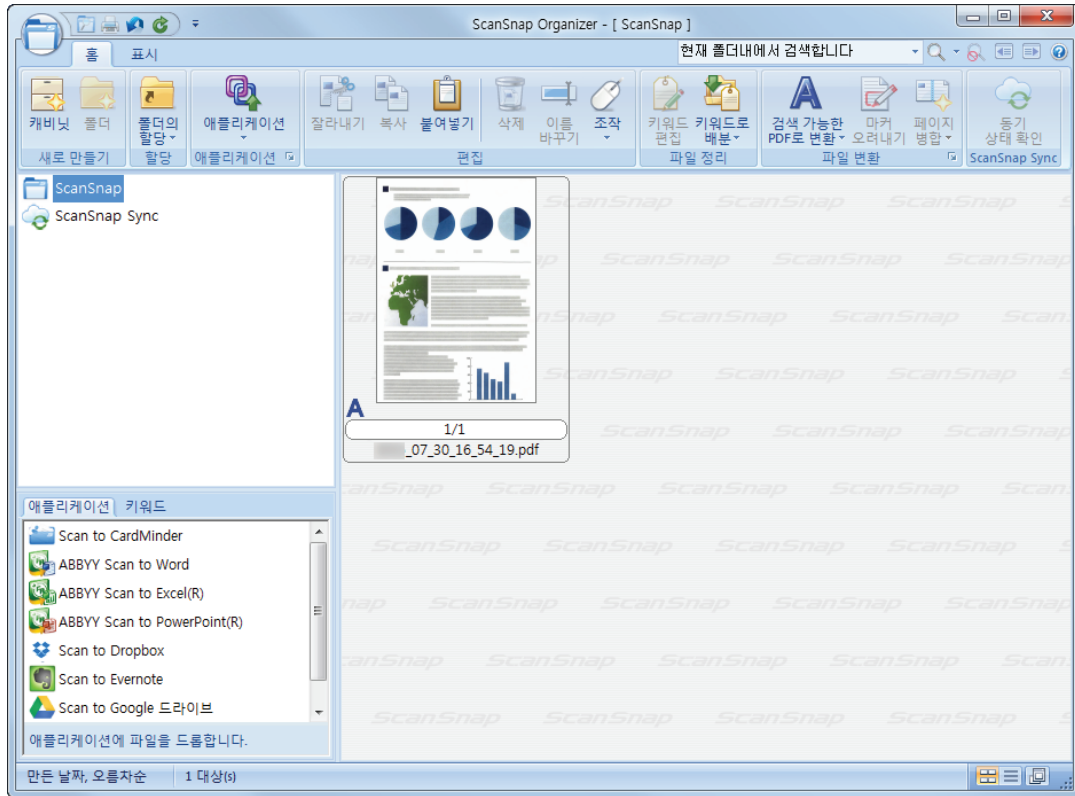 ScanSnap Organizer - [ ScanSnap ]
홈 표시
현재 폴더내에서 검색합니다
캐비닛 폴더
새로 만들기
폴더의 할당
할당
애플리케이션
애플리케이션
잘라내기 복사 붙여넣기 삭제 이름 바꾸기 조작
편집
키워드 편집 키워드로 배분
파일 정리
검색 가능한 PDF로 변환 마커 오려내기 페이지 병합
파일 변환
동기 상태 확인
ScanSnap Sync
ScanSnap
ScanSnap Sync
A
1/1
_07_30_16_54_19.pdf
애플리케이션 키워드
Scan to CardMinder
ABBYY Scan to Word
ABBYY Scan to Excel(R)
ABBYY Scan to PowerPoint(R)
Scan to Dropbox
Scan to Evernote
Scan to Google 드라이브
애플리케이션에 파일을 드롭합니다.
만든 날짜, 오름차순 1 대상(s)